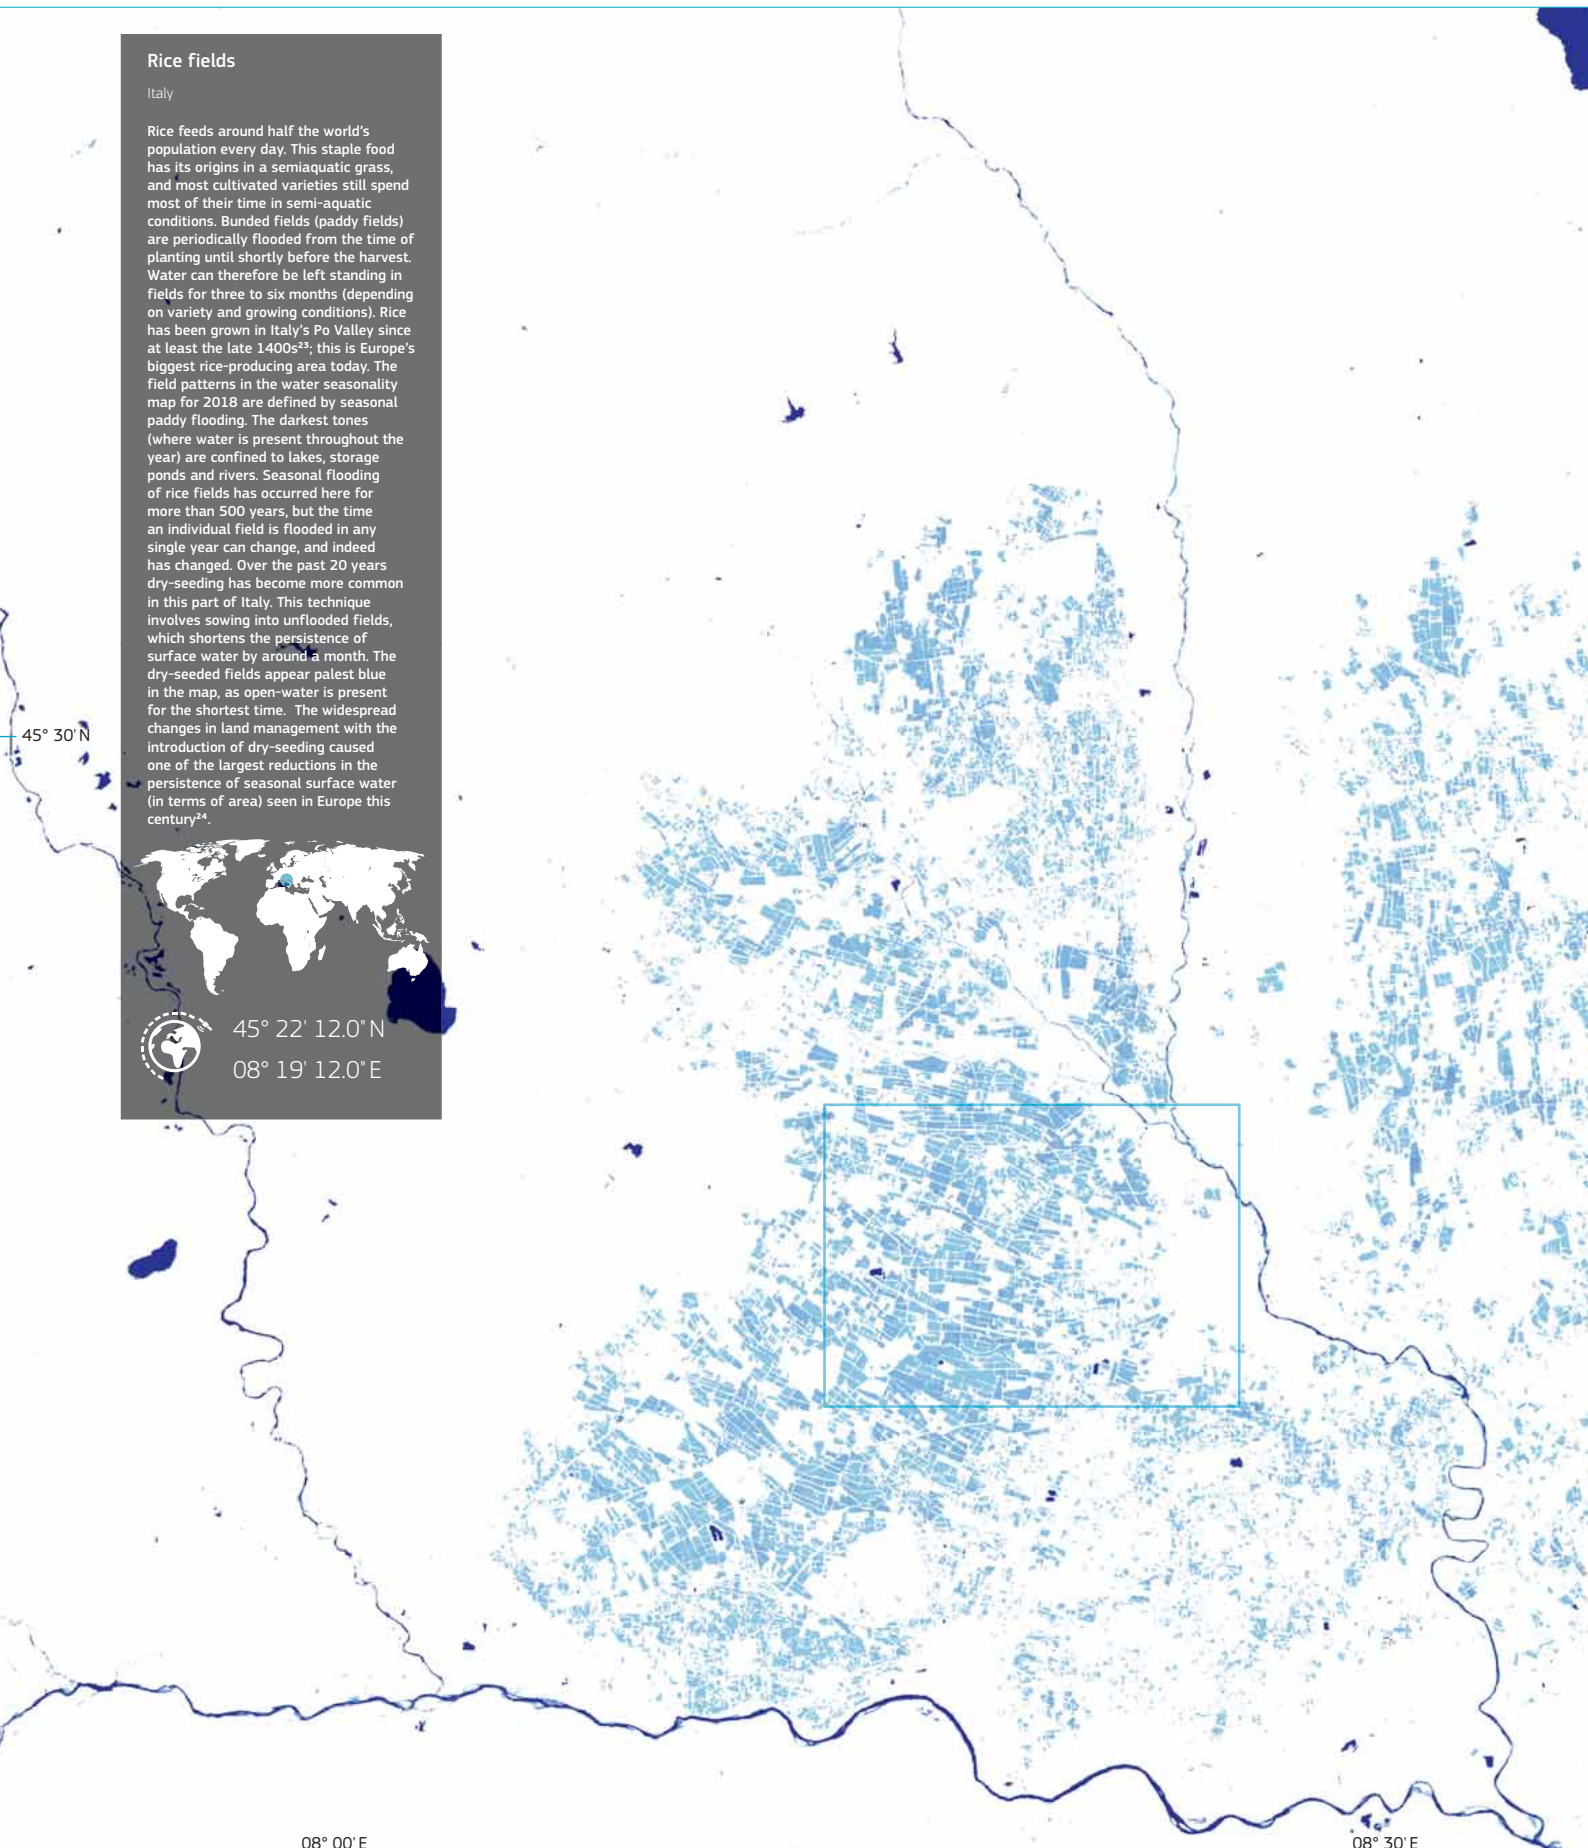 Rice fields
Italy
Rice feeds around half the world's
population every day. This staple food
has its origins in a semiaquatic grass,
and most cultivated varieties still spend
most of their time in semi-aquatic
conditions. Bunded fields (paddy fields)
are periodically flooded from the time of
planting until shortly before the harvest.
Water can therefore be left standing in
fields for three to six months (depending
on variety and growing conditions). Rice
has been grown in Italy's Po Valley since
at least the late 1400s²³; this is Europe's
biggest rice-producing area today. The
field patterns in the water seasonality
map for 2018 are defined by seasonal
paddy flooding. The darkest tones
(where water is present throughout the
year) are confined to lakes, storage
ponds and rivers. Seasonal flooding
of rice fields has occurred here for
more than 500 years, but the time
an individual field is flooded in any
single year can change, and indeed
has changed. Over the past 20 years
dry-seeding has become more common
in this part of Italy. This technique
involves sowing into unflooded fields,
which shortens the persistence of
surface water by around a month. The
dry-seeded fields appear palest blue
in the map, as open-water is present
for the shortest time. The widespread
changes in land management with the
introduction of dry-seeding caused
one of the largest reductions in the
persistence of seasonal surface water
(in terms of area) seen in Europe this
century²⁴.
45° 22' 12.0" N
08° 19' 12.0" E
45° 30' N
08° 00' E
08° 30' E